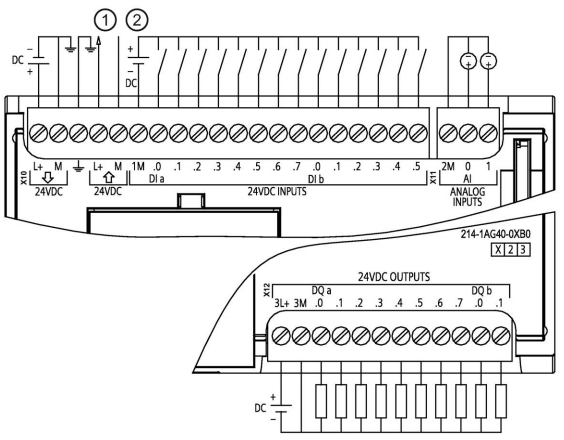 ① ②
− DC +
+ DC −
X10 L+ M L+ M 1M .0 .1 .2 .3 .4 .5 .6 .7 .0 .1 .2 .3 .4 .5 X11 2M 0 1
24VDC 24VDC DI a DI b AI
24VDC INPUTS ANALOG INPUTS
214-1AG40-0XB0
X 2 3
24VDC OUTPUTS
X12 DQ a DQ b
3L+ 3M .0 .1 .2 .3 .4 .5 .6 .7 .0 .1
+ DC −